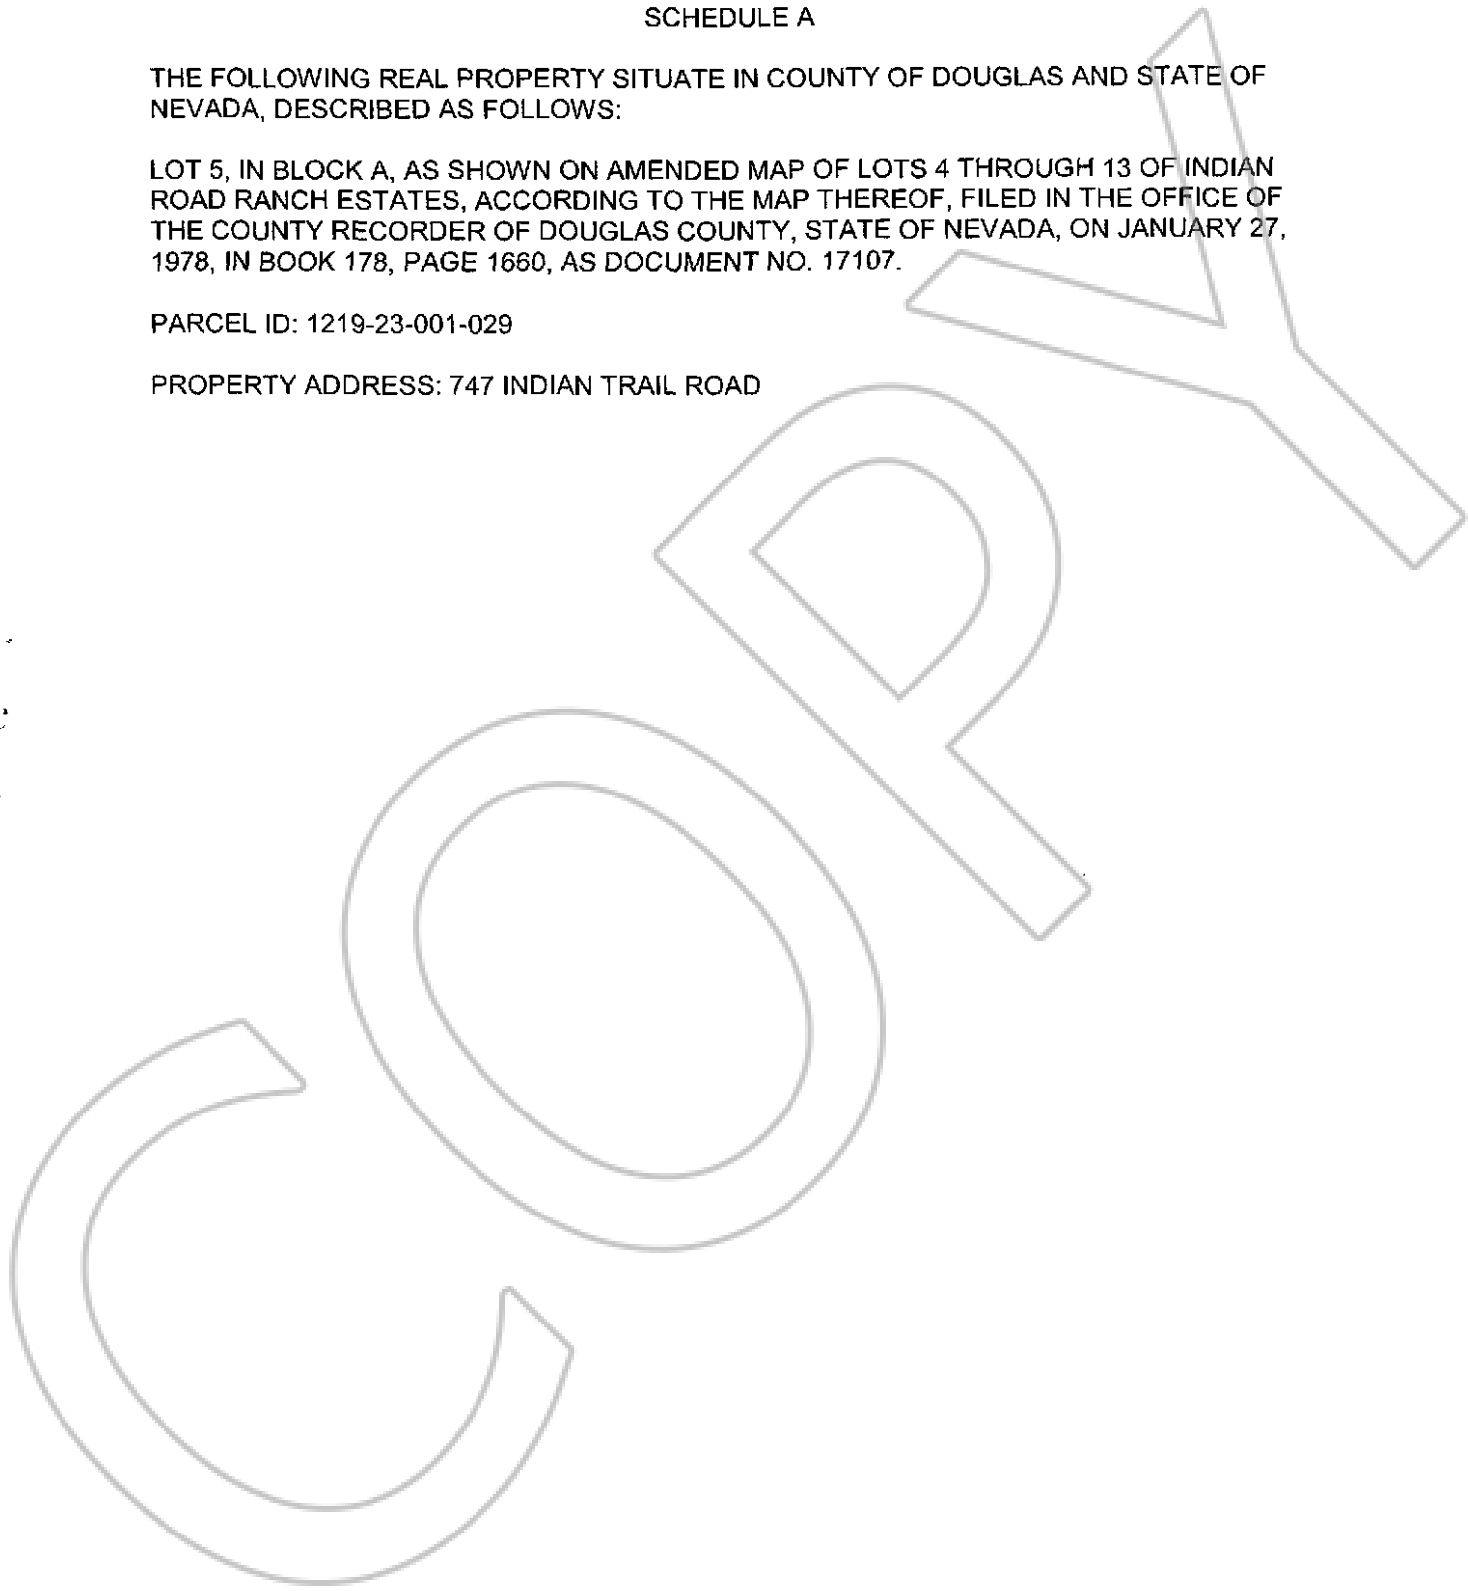 SCHEDULE A
THE FOLLOWING REAL PROPERTY SITUATE IN COUNTY OF DOUGLAS AND STATE OF
NEVADA, DESCRIBED AS FOLLOWS:
LOT 5, IN BLOCK A, AS SHOWN ON AMENDED MAP OF LOTS 4 THROUGH 13 OF INDIAN
ROAD RANCH ESTATES, ACCORDING TO THE MAP THEREOF, FILED IN THE OFFICE OF
THE COUNTY RECORDER OF DOUGLAS COUNTY, STATE OF NEVADA, ON JANUARY 27,
1978, IN BOOK 178, PAGE 1660, AS DOCUMENT NO. 17107.
PARCEL ID: 1219-23-001-029
PROPERTY ADDRESS: 747 INDIAN TRAIL ROAD
COPY